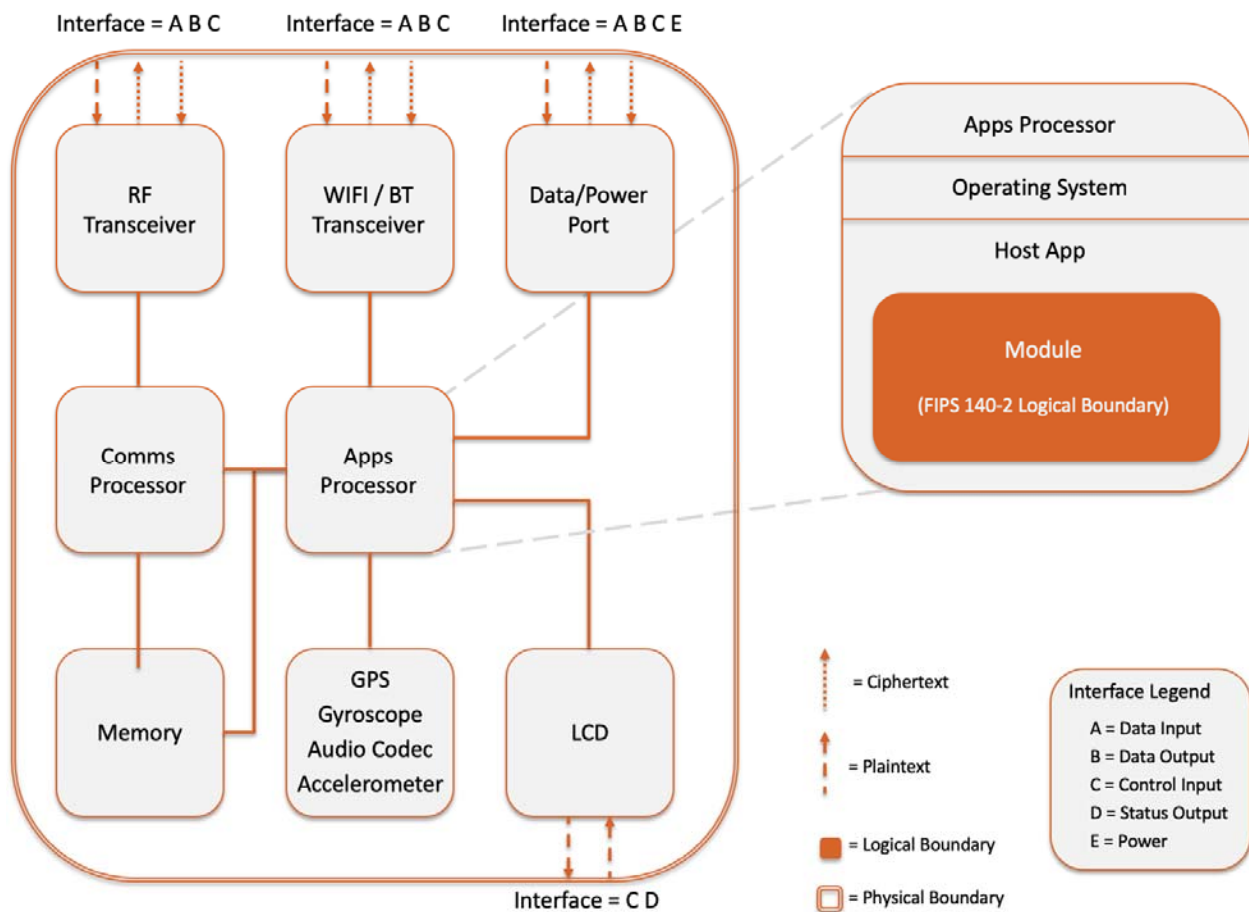 Interface = A B C
Interface = A B C
Interface = A B C E
RF
Transceiver
WIFI / BT
Transceiver
Data/Power
Port
Comms
Processor
Apps
Processor
Memory
GPS
Gyroscope
Audio Codec
Accelerometer
LCD
Interface = C D
Apps Processor
Operating System
Host App
Module
(FIPS 140-2 Logical Boundary)
= Ciphertext
= Plaintext
= Logical Boundary
= Physical Boundary
Interface Legend
A = Data Input
B = Data Output
C = Control Input
D = Status Output
E = Power